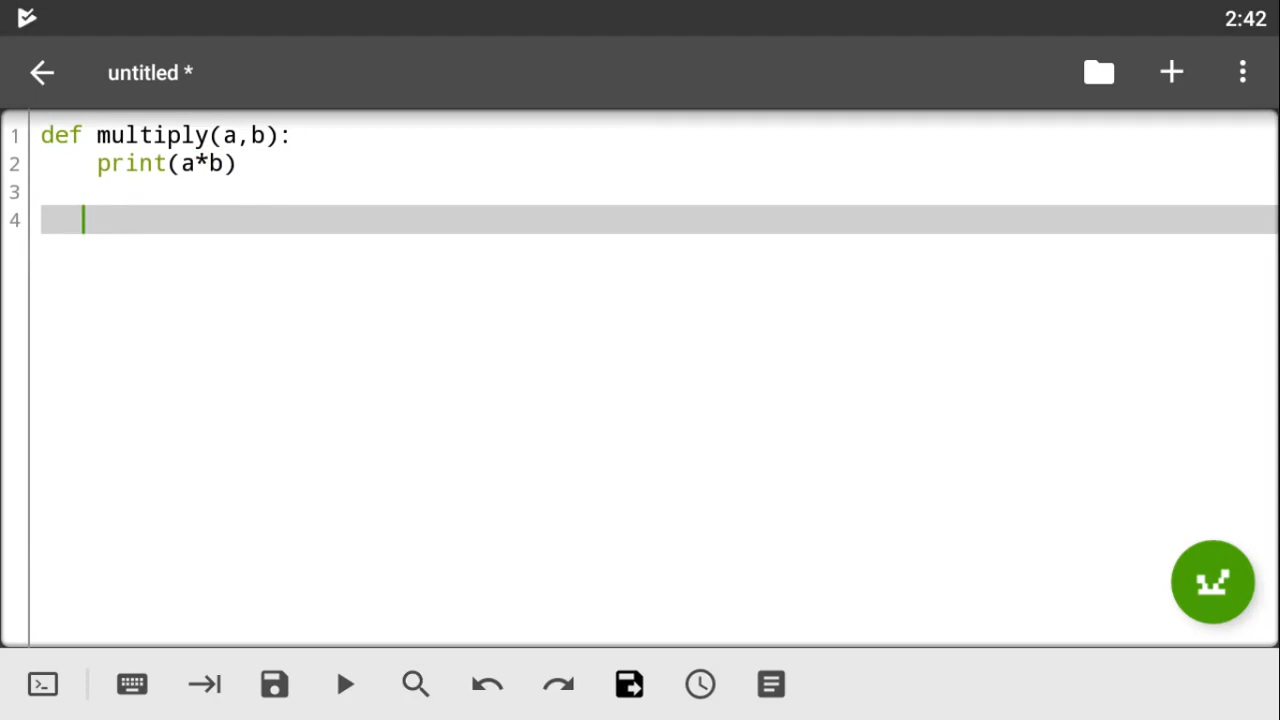 2:42
untitled *
1 def multiply(a,b):
2     print(a*b)
3
4